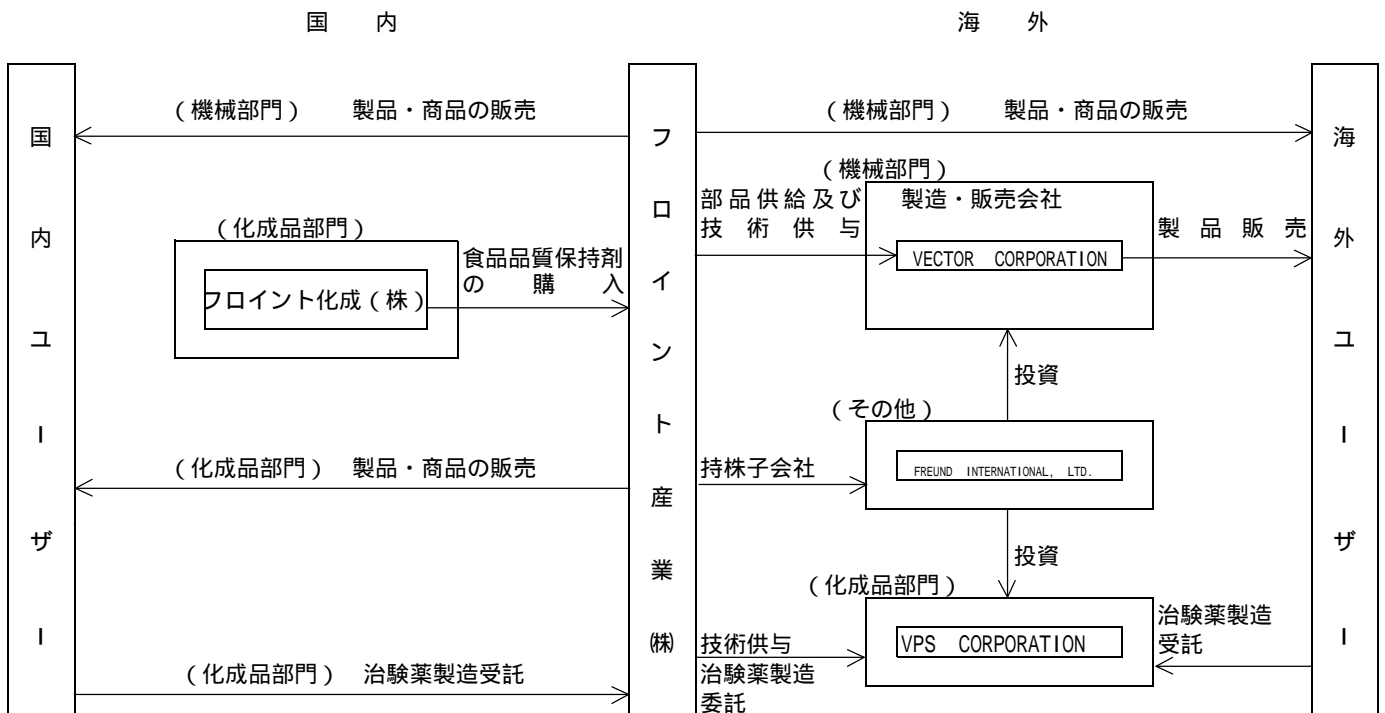 国　内
海　外
国内ユーザー
フロイント産業㈱
海外ユーザー
（機械部門）　製品・商品の販売
（機械部門）　製品・商品の販売
（機械部門）
部品供給及び
技術供与
製造・販売会社
VECTOR CORPORATION
製品販売
（化成品部門）
フロイント化成（株）
食品品質保持剤
の購入
投資
（その他）
FREUND INTERNATIONAL, LTD.
（化成品部門）　製品・商品の販売
持株子会社
投資
（化成品部門）
VPS CORPORATION
技術供与
治験薬製造
委託
治験薬製造
受託
（化成品部門）　治験薬製造受託